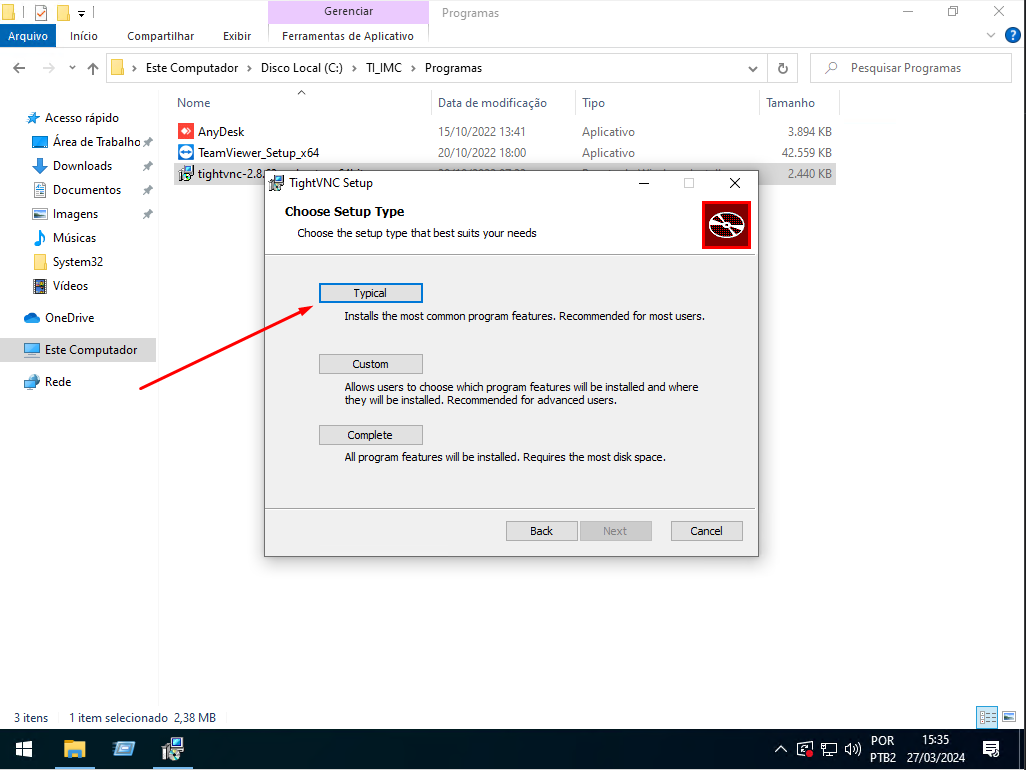 Gerenciar
Programas
Arquivo
Início
Compartilhar
Exibir
Ferramentas de Aplicativo
Este Computador
Disco Local (C:)
TI_IMC
Programas
Pesquisar Programas
Nome
Data de modificação
Tipo
Tamanho
AnyDesk
15/10/2022 13:41
Aplicativo
3.894 KB
TeamViewer_Setup_x64
20/10/2022 18:00
Aplicativo
42.559 KB
2.440 KB
Acesso rápido
Área de Trabalho
Downloads
Documentos
Imagens
Músicas
System32
Vídeos
OneDrive
Este Computador
Rede
TightVNC Setup
Choose Setup Type
Choose the setup type that best suits your needs
Typical
Installs the most common program features. Recommended for most users.
Custom
Allows users to choose which program features will be installed and where
they will be installed. Recommended for advanced users.
Complete
All program features will be installed. Requires the most disk space.
Back
Next
Cancel
3 itens
1 item selecionado 2,38 MB
POR
PTB2
15:35
27/03/2024